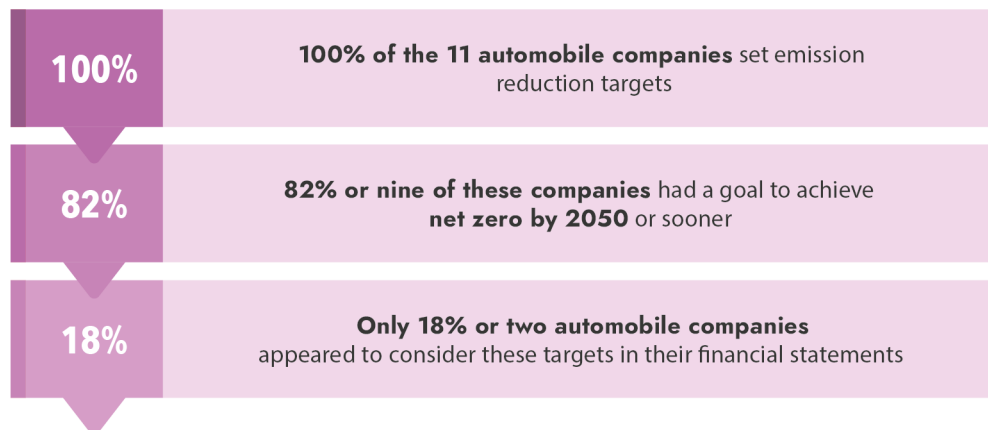 100%
100% of the 11 automobile companies set emission
reduction targets
82%
82% or nine of these companies had a goal to achieve
net zero by 2050 or sooner
18%
Only 18% or two automobile companies
appeared to consider these targets in their financial statements